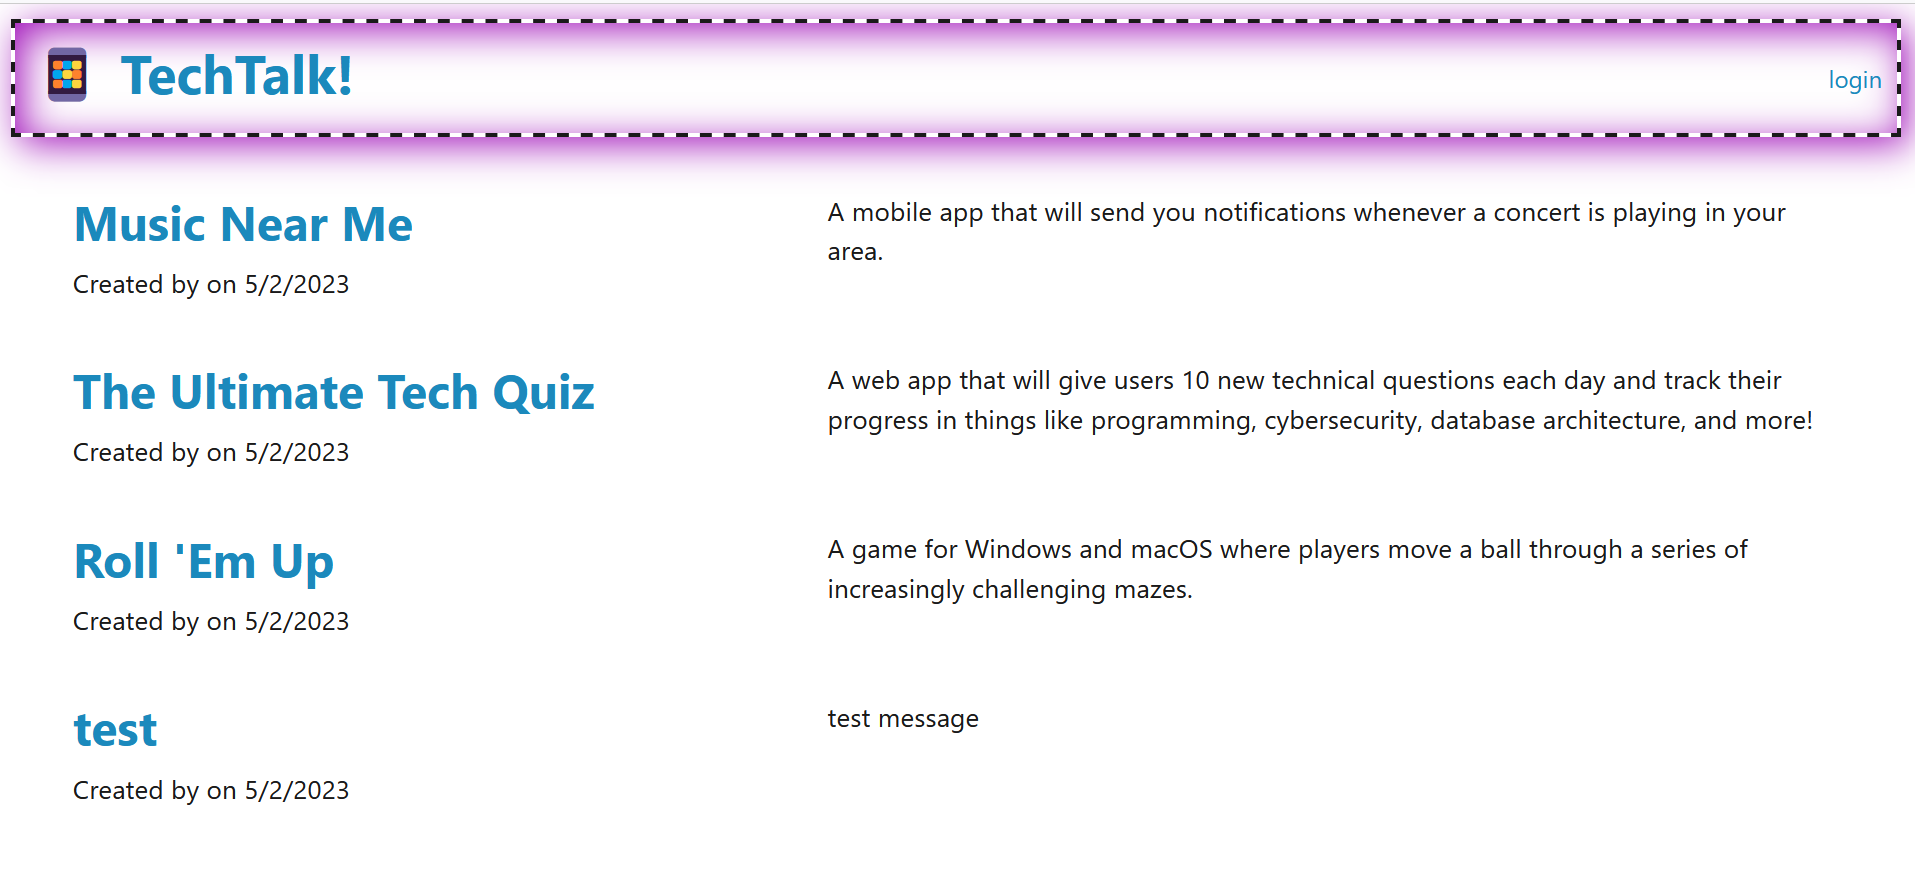 TechTalk!
login
Music Near Me
Created by on 5/2/2023
A mobile app that will send you notifications whenever a concert is playing in your
area.
The Ultimate Tech Quiz
Created by on 5/2/2023
A web app that will give users 10 new technical questions each day and track their
progress in things like programming, cybersecurity, database architecture, and more!
Roll 'Em Up
Created by on 5/2/2023
A game for Windows and macOS where players move a ball through a series of
increasingly challenging mazes.
test
Created by on 5/2/2023
test message